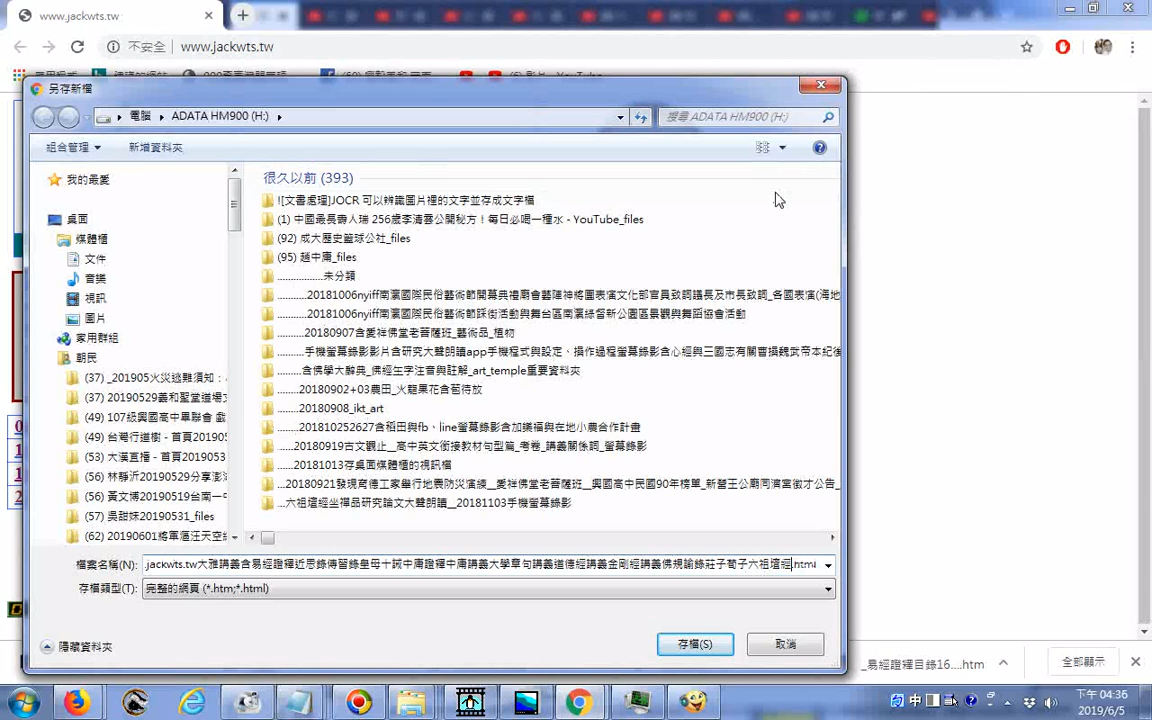 www.jackwts.tw
不安全 | www.jackwts.tw
另存新檔
電腦 ▸ ADATA HM900 (H:) ▸
搜尋 ADATA HM900 (H:)
組合管理 ▾ 新增資料夾
我的最愛
桌面
媒體櫃
文件
音樂
視訊
圖片
家用群組
朝民
(37) _201905火災逃難須知：
(37) 20190529義和聖堂道場
(49) 107級興國高中畢聯會 戲
(49) 台灣行道樹 - 首頁201905
(53) 大漢直播 - 首頁201953
(56) 林靜沂20190529分享澎
(56) 黃文博20190519台南一中
(57) 吳甜妹20190531_files
(62) 20190601將軍漚汪天空
很久以前 (393)
![文書處理]JOCR 可以辨識圖片裡的文字並存成文字檔
(1) 中國最長壽人瑞 256歲李清雲公開秘方！每日必喝一種水 - YouTube_files
(92) 成大歷史籃球公社_files
(95) 趙中庸_files
..................未分類
..........20181006nyiff南瀛國際民俗藝術節開幕典禮廟會藝陣神將團表演文化部官員致詞議長及市長致詞_各國表演(海地
..........20181006nyiff南瀛國際民俗藝術節踩街活動與舞台區南瀛綠都新公園區景觀與舞蹈協會活動
.........20180907含愛祥佛堂老菩薩班_藝術品_植物
.........手機螢幕錄影影片含研究大聲朗讀app手機程式與設定、操作過程螢幕錄影含心經與三國志有關曹操魏武帝本紀後
........含佛學大辭典_佛經生字注音與註解_art_temple重要資料夾
........20180902+03農田_火龍果花含苞待放
........20180908_ikt_art
........201810252627含稻田與fb、line螢幕錄影含加樂福與在地小農合作計畫
.....20180919古文觀止__高中英文銜接教材句型篇_考卷_講義關係詞_螢幕錄影
......20181013存桌面媒體櫃的視訊檔
....20180921發現育德工家舉行地震防災演練__愛祥佛堂老菩薩班__興國高中民國90年榜單_新營王公廟同濟宮徵才公告_
...六祖壇經坐禪品研究論文大聲朗讀__20181103手機螢幕錄影
檔案名稱(N): .jackwts.tw大雅講義含易經證釋近思錄傳習錄皇母十誡中庸證釋中庸講義大學章句講義道德經講義金剛經講義佛規諭錄莊子荀子六祖壇經.html
存檔類型(T): 完整的網頁 (*.htm;*.html)
隱藏資料夾
存檔(S) 取消
_易經證釋目錄16....htm
全部顯示
中
下午 04:36
2019/6/5